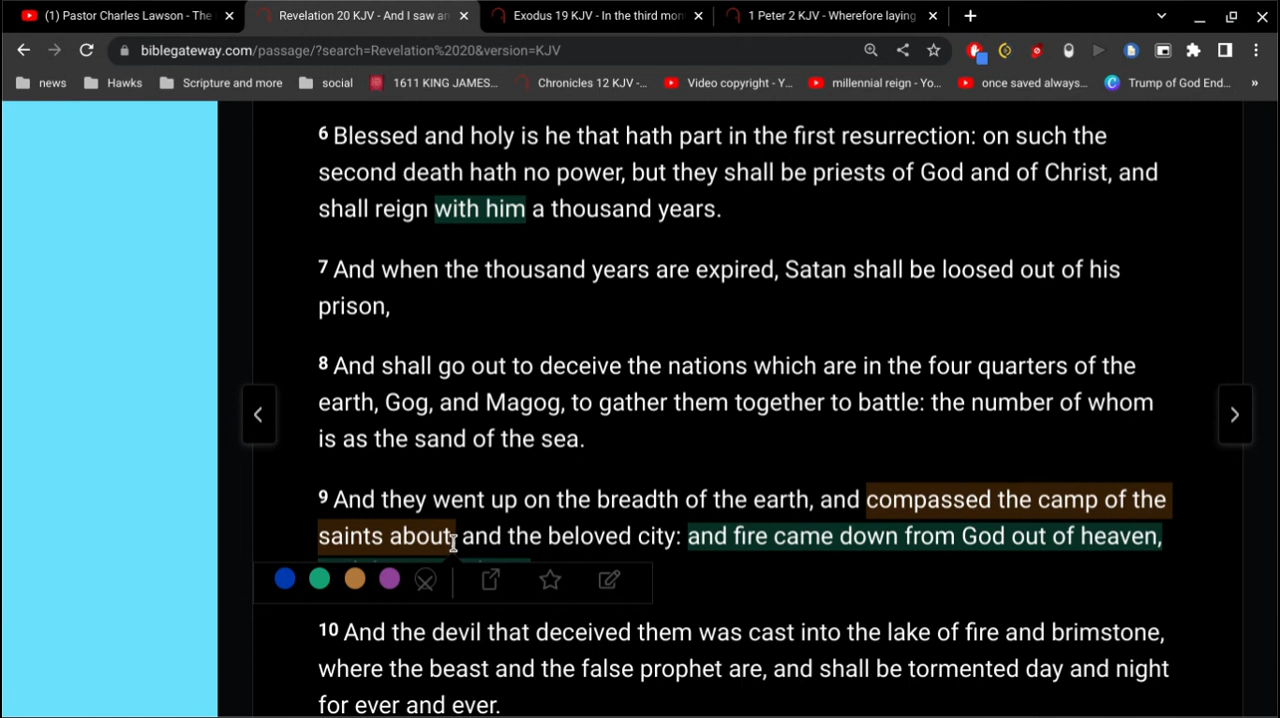 (1) Pastor Charles Lawson - The
Revelation 20 KJV - And I saw an
Exodus 19 KJV - In the third mon
1 Peter 2 KJV - Wherefore laying
biblegateway.com/passage/?search=Revelation%2020&version=KJV
news
Hawks
Scripture and more
social
1611 KING JAMES...
Chronicles 12 KJV -...
Video copyright - Y...
millennial reign - Yo...
once saved always...
Trump of God End...
»
6 Blessed and holy is he that hath part in the first resurrection: on such the
second death hath no power, but they shall be priests of God and of Christ, and
shall reign with him a thousand years.
7 And when the thousand years are expired, Satan shall be loosed out of his
prison,
8 And shall go out to deceive the nations which are in the four quarters of the
earth, Gog, and Magog, to gather them together to battle: the number of whom
is as the sand of the sea.
9 And they went up on the breadth of the earth, and compassed the camp of the
saints about, and the beloved city: and fire came down from God out of heaven,
10 And the devil that deceived them was cast into the lake of fire and brimstone,
where the beast and the false prophet are, and shall be tormented day and night
for ever and ever.